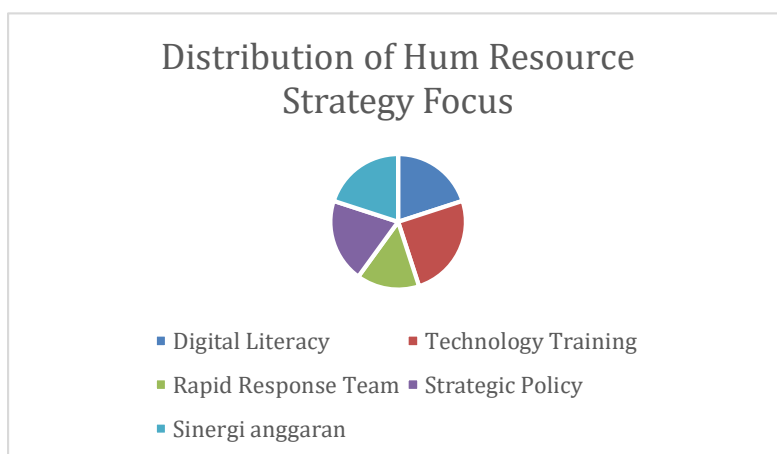 Distribution of Hum Resource
Strategy Focus
Digital Literacy
Technology Training
Rapid Response Team
Strategic Policy
Sinergi anggaran